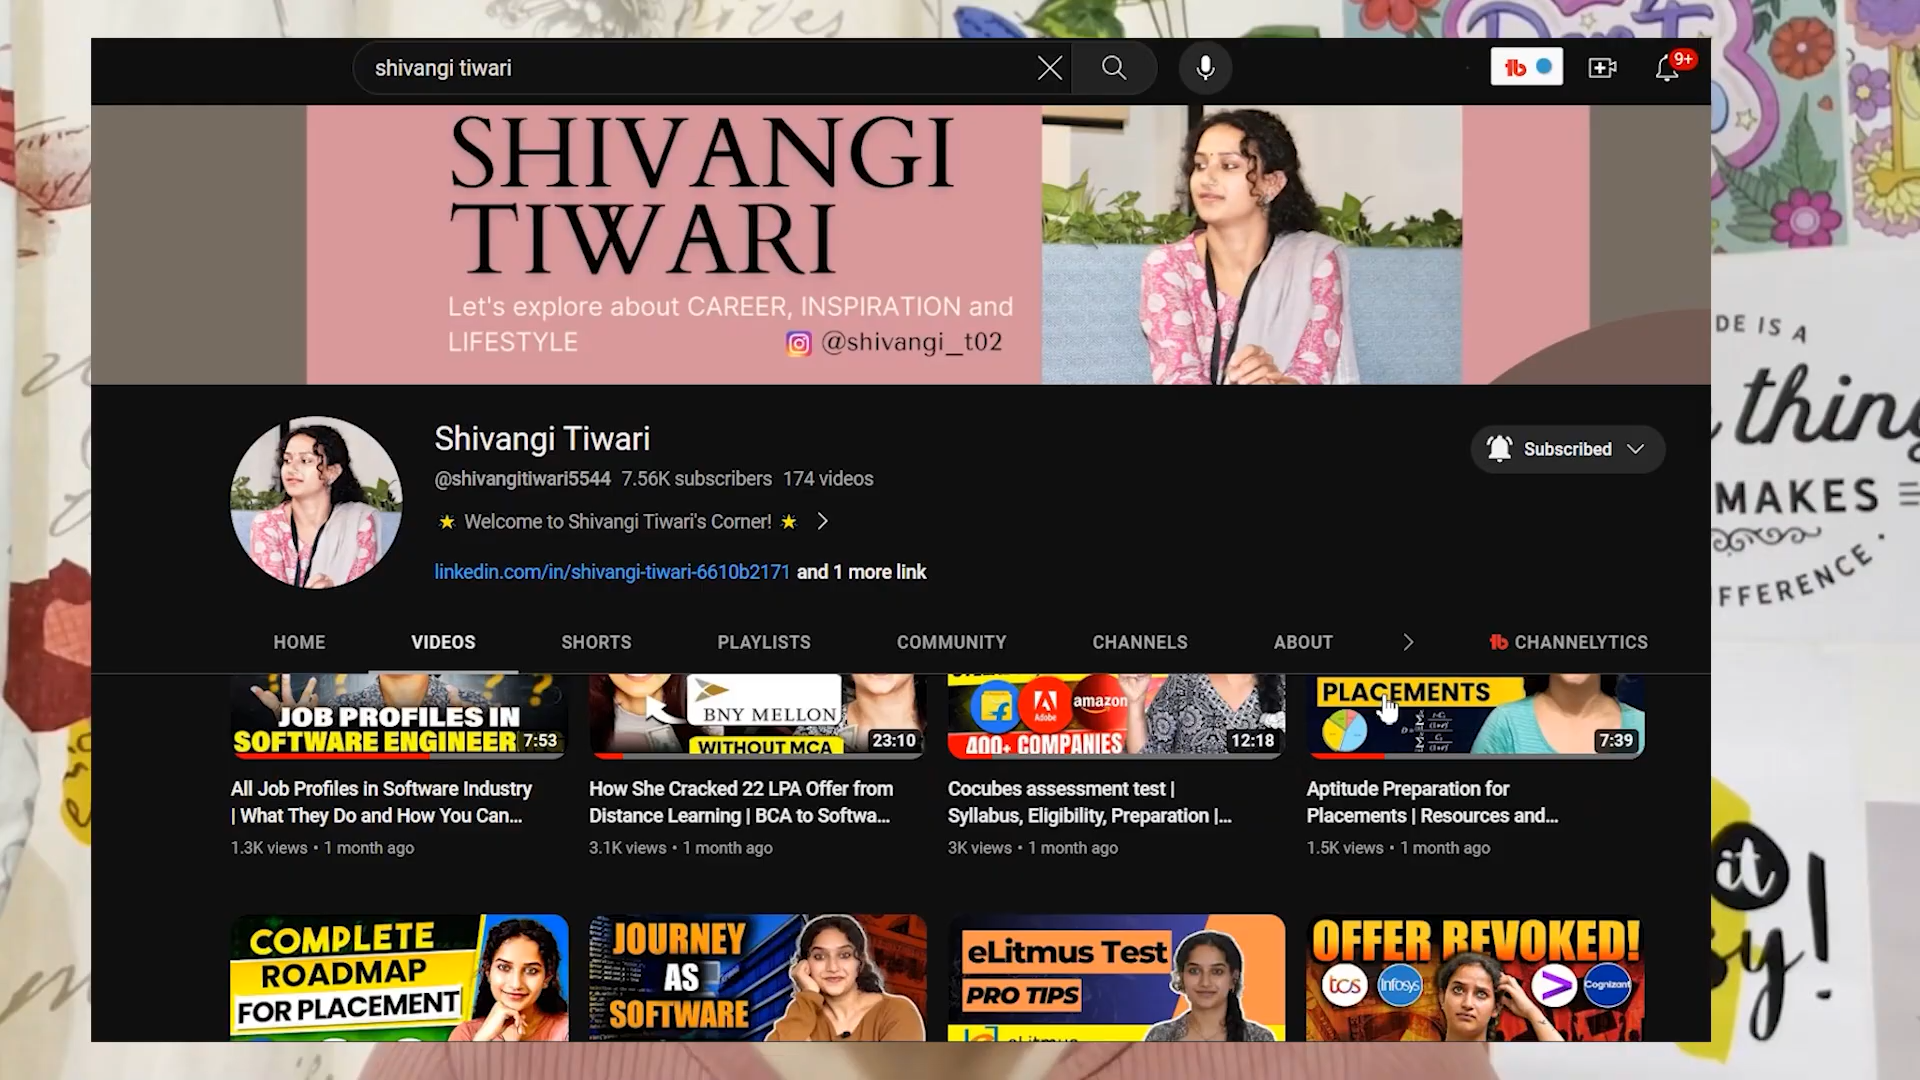 shivangi tiwari
9+
SHIVANGI
TIWARI
Let's explore about CAREER, INSPIRATION and
LIFESTYLE
@shivangi_t02
Shivangi Tiwari
@shivangitiwari5544 7.56K subscribers 174 videos
Welcome to Shivangi Tiwari's Corner!
linkedin.com/in/shivangi-tiwari-6610b2171 and 1 more link
Subscribed
HOME VIDEOS SHORTS PLAYLISTS COMMUNITY CHANNELS ABOUT CHANNELYTICS
JOB PROFILES IN
SOFTWARE ENGINEER
7:53
BNY MELLON
WITHOUT MCA
23:10
Adobe
amazon
400+ COMPANIES
12:18
PLACEMENTS
7:39
All Job Profiles in Software Industry
| What They Do and How You Can...
1.3K views • 1 month ago
How She Cracked 22 LPA Offer from
Distance Learning | BCA to Softwa...
3.1K views • 1 month ago
Cocubes assessment test |
Syllabus, Eligibility, Preparation |...
3K views • 1 month ago
Aptitude Preparation for
Placements | Resources and...
1.5K views • 1 month ago
COMPLETE
ROADMAP
FOR PLACEMENT
JOURNEY
AS
SOFTWARE
eLitmus Test
PRO TIPS
eLitmus
OFFER REVOKED!
tcs
Infosys
Cognizant
DE IS A
thing
MAKES
FFERENCE
it